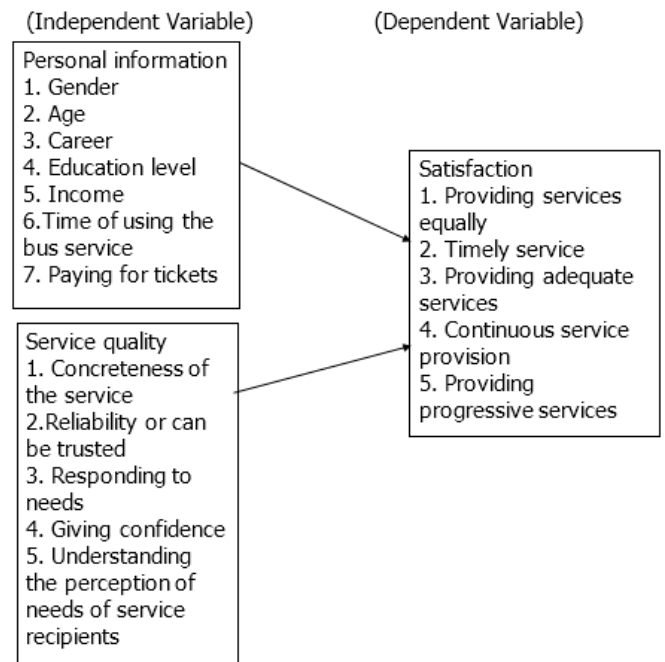 (Independent Variable)
(Dependent Variable)
Personal information
1. Gender
2. Age
3. Career
4. Education level
5. Income
6.Time of using the
bus service
7. Paying for tickets
Service quality
1. Concreteness of
the service
2.Reliability or can
be trusted
3. Responding to
needs
4. Giving confidence
5. Understanding
the perception of
needs of service
recipients
Satisfaction
1. Providing services
equally
2. Timely service
3. Providing adequate
services
4. Continuous service
provision
5. Providing
progressive services